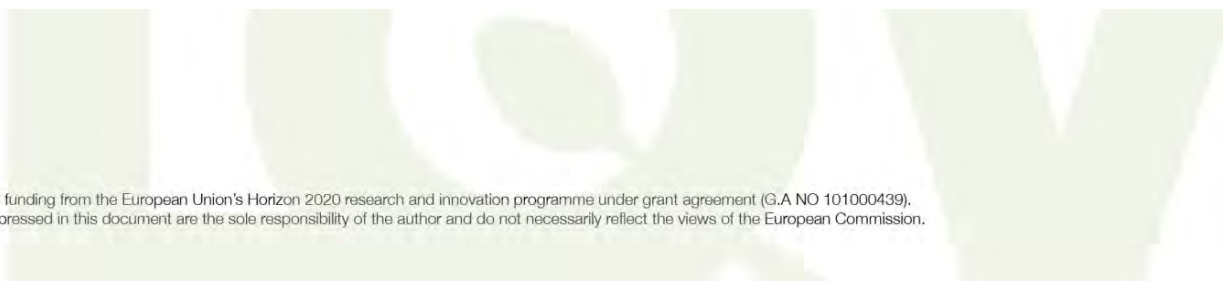 funding from the European Union's Horizon 2020 research and innovation programme under grant agreement (G.A NO 101000439).
pressed in this document are the sole responsibility of the author and do not necessarily reflect the views of the European Commission.